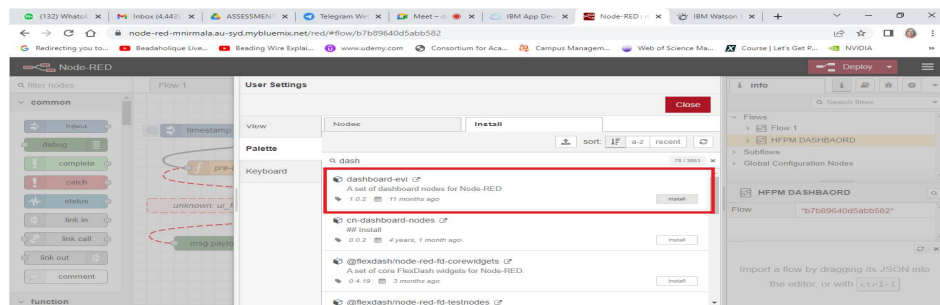 (132) WhatsA
Inbox (4,443)
ASSESSMENT
Telegram We
Meet – d
IBM App Dev
Node-RED : n
IBM Watson
node-red-mnirmala.au-syd.mybluemix.net/red/#flow/b7b89640d5abb582
Redirecting you to...
Beadaholique Live...
Beading Wire Explai...
www.udemy.com
Consortium for Aca...
Campus Managem...
Web of Science Ma...
Course | Let's Get P...
NVIDIA
Node-RED
Deploy
filter nodes
Flow 1
User Settings
info
Close
Search flows
common
View
Nodes
Install
Flows
Flow 1
inject
timestamp
Palette
sort:
a-z
recent
HFPM DASHBAORD
debug
Subflows
Keyboard
dash
78 / 3893
Global Configuration Nodes
complete
pre-
dashboard-evi
catch
A set of dashboard nodes for Node-RED
1.0.2
11 months ago
install
HFPM DASHBAORD
status
unknown: ui_
cn-dashboard-nodes
Flow
"b7b89640d5abb582"
link in
## Install
0.0.2
4 years, 1 month ago
install
link call
msg.paylo
@flexdash/node-red-fd-corewidgets
link out
A set of core FlexDash widgets for Node-RED.
Import a flow by dragging its JSON into
0.4.19
3 months ago
install
the editor, or with ctrl-i
comment
@flexdash/node-red-fd-testnodes
function